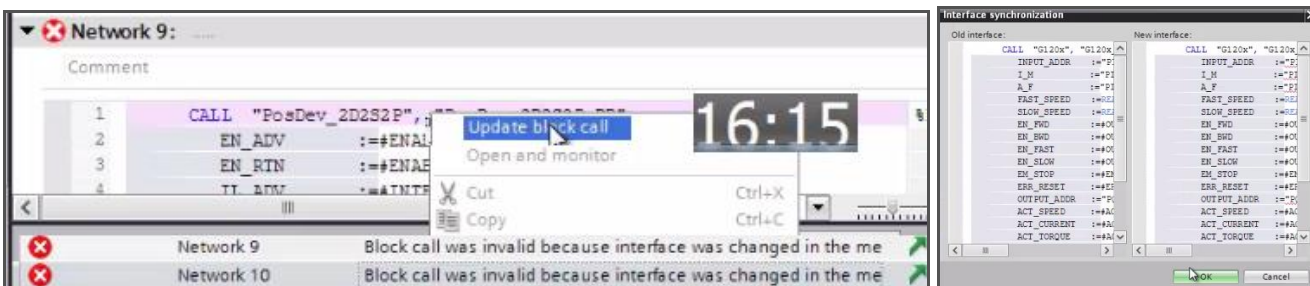 Network 9:
Comment
1 CALL "PosDev_2D2S2P",
Update block call
16:15
2 EN_ADV
Open and monitor
3 EN_RTN
4
Cut Ctrl+X
Copy Ctrl+C
Network 9 Block call was invalid because interface was changed in the me
Network 10 Block call was invalid because interface was changed in the me
Interface synchronization
Old interface:
CALL "G120x", "G120x
INPUT_ADDR :="P
I_M :="P
A_F :="P
FAST_SPEED
SLOW_SPEED
EN_FWD :=#O
EN_BWD :=#O
EN_FAST :=#O
EN_SLOW :=#O
EM_STOP :=#E
ERR_RESET :=#E
OUTPUT_ADDR :="P
ACT_SPEED :=#A
ACT_CURRENT :=#A
ACT_TORQUE :=#A
New interface:
CALL "G120x", "G120x
INPUT_ADDR :="P
I_M :="P
A_F :="P
FAST_SPEED
SLOW_SPEED
EN_FWD :=#O
EN_BWD :=#O
EN_FAST :=#O
EN_SLOW :=#O
EM_STOP :=#E
ERR_RESET :=#E
OUTPUT_ADDR :="P
ACT_SPEED :=#A
ACT_CURRENT :=#A
ACT_TORQUE :=#A
OK Cancel